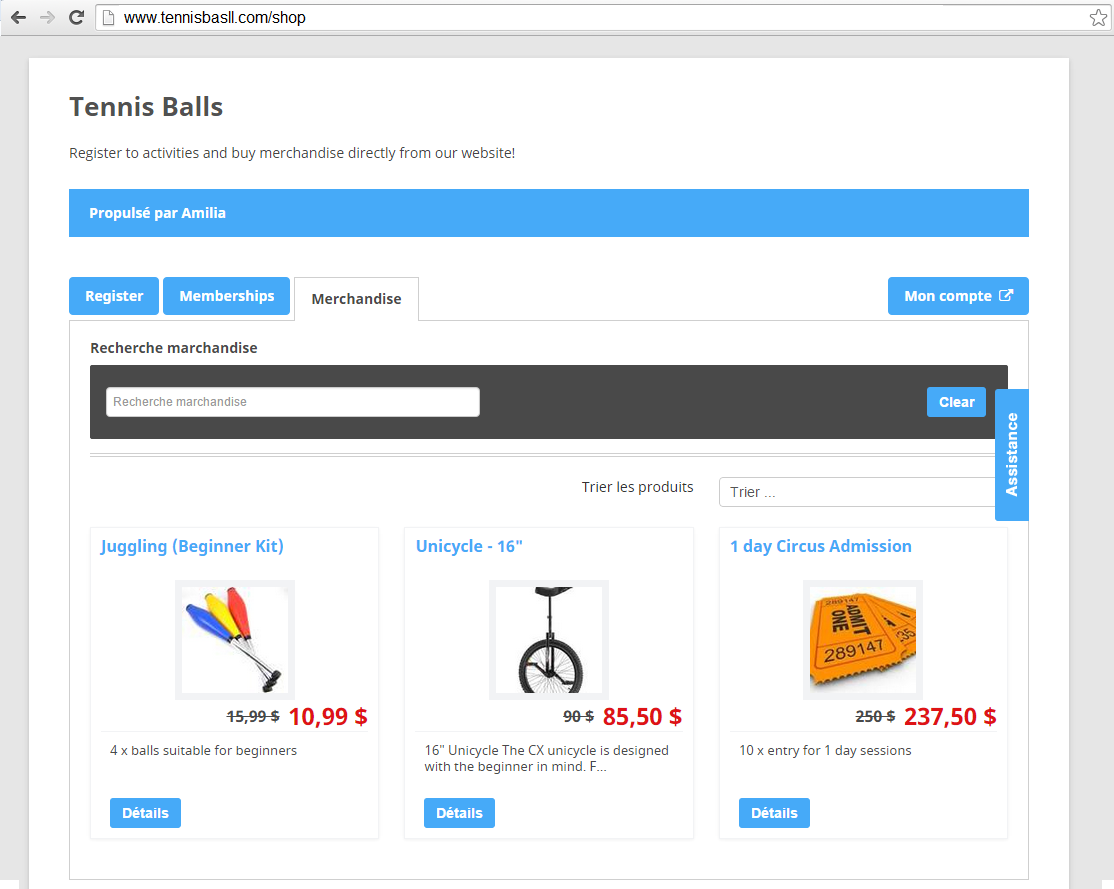 www.tennisbasll.com/shop
Tennis Balls
Register to activities and buy merchandise directly from our website!
Propulsé par Amilia
Register
Memberships
Merchandise
Mon compte
Recherche marchandise
Recherche marchandise
Clear
Assistance
Trier les produits
Trier ...
Juggling (Beginner Kit)
15,99 $ 10,99 $
4 x balls suitable for beginners
Détails
Unicycle - 16"
90 $ 85,50 $
16" Unicycle The CX unicycle is designed
with the beginner in mind. F...
Détails
1 day Circus Admission
289147
ADMIT
ONE
289147
250 $ 237,50 $
10 x entry for 1 day sessions
Détails